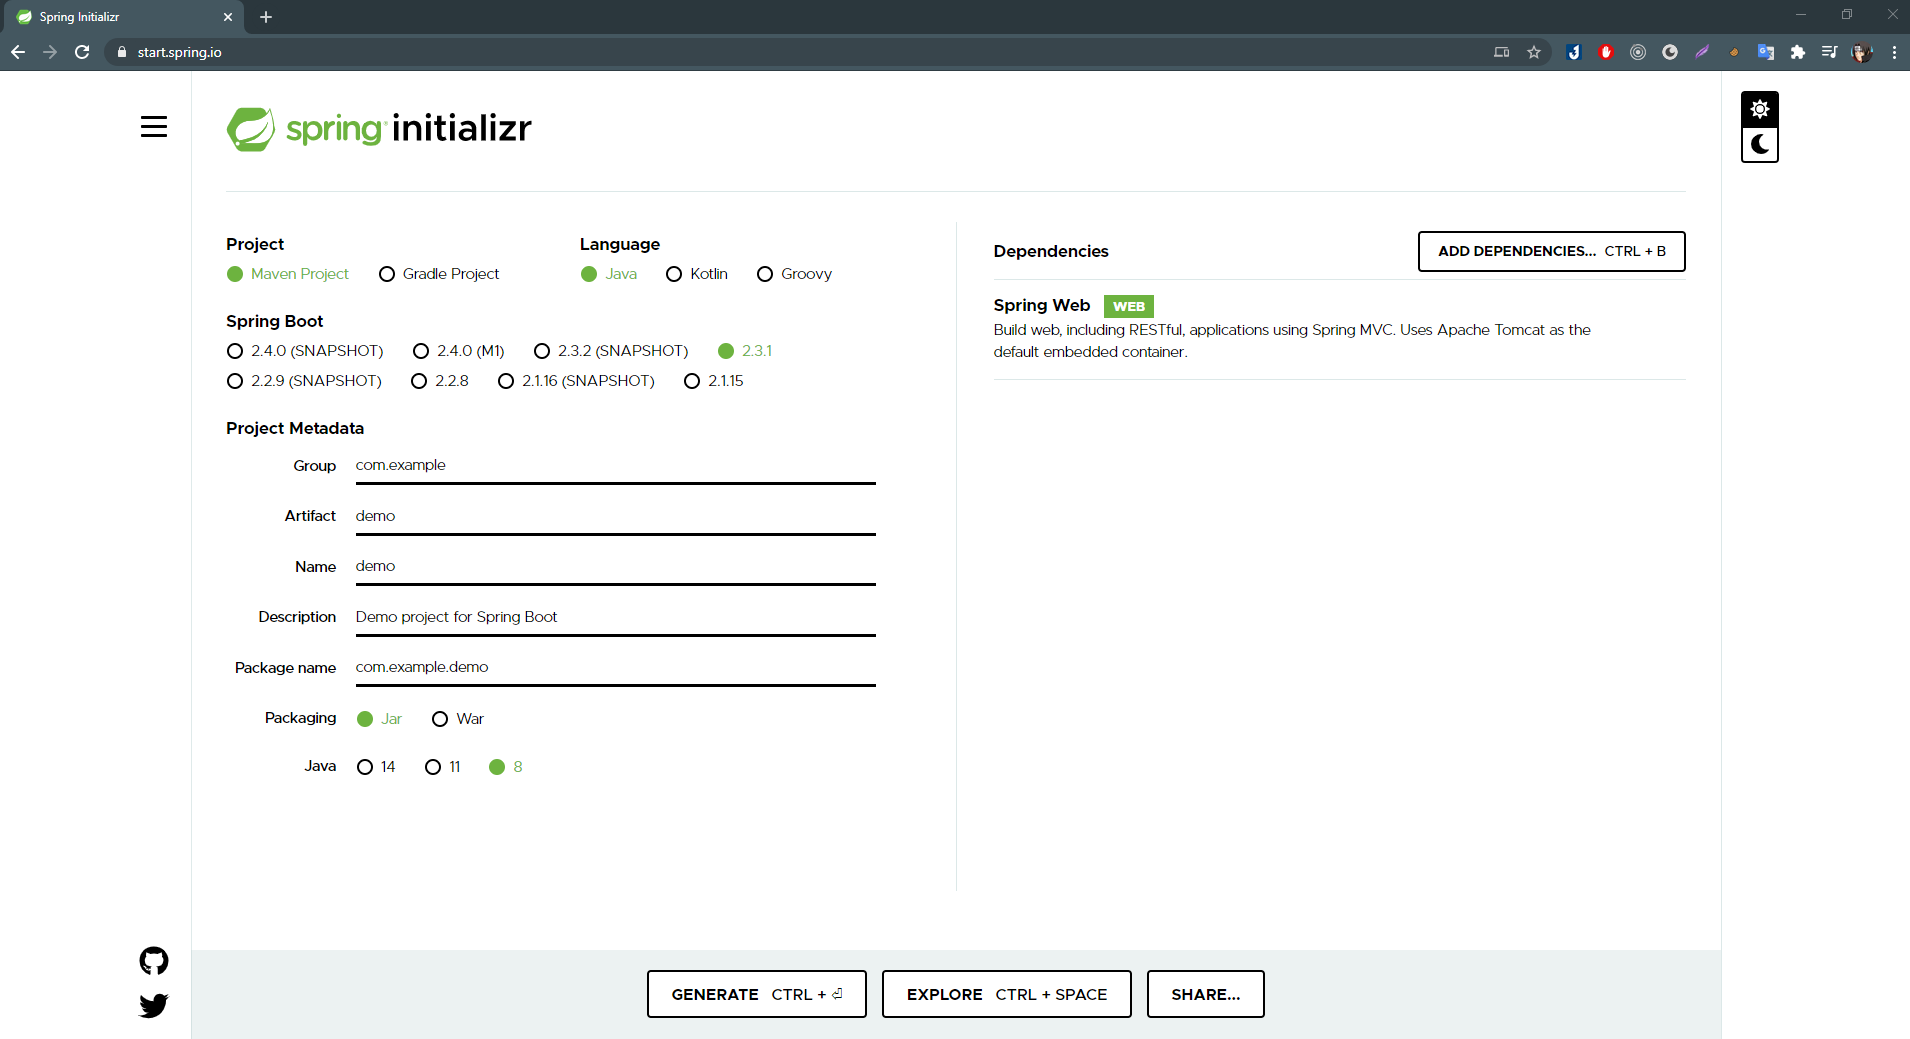 Spring Initializr
start.spring.io
spring initializr
Project
Maven Project Gradle Project
Language
Java Kotlin Groovy
Spring Boot
2.4.0 (SNAPSHOT) 2.4.0 (M1) 2.3.2 (SNAPSHOT) 2.3.1
2.2.9 (SNAPSHOT) 2.2.8 2.1.16 (SNAPSHOT) 2.1.15
Project Metadata
Group com.example
Artifact demo
Name demo
Description Demo project for Spring Boot
Package name com.example.demo
Packaging Jar War
Java 14 11 8
Dependencies
ADD DEPENDENCIES... CTRL + B
Spring Web WEB
Build web, including RESTful, applications using Spring MVC. Uses Apache Tomcat as the
default embedded container.
GENERATE CTRL + ⏎
EXPLORE CTRL + SPACE
SHARE...